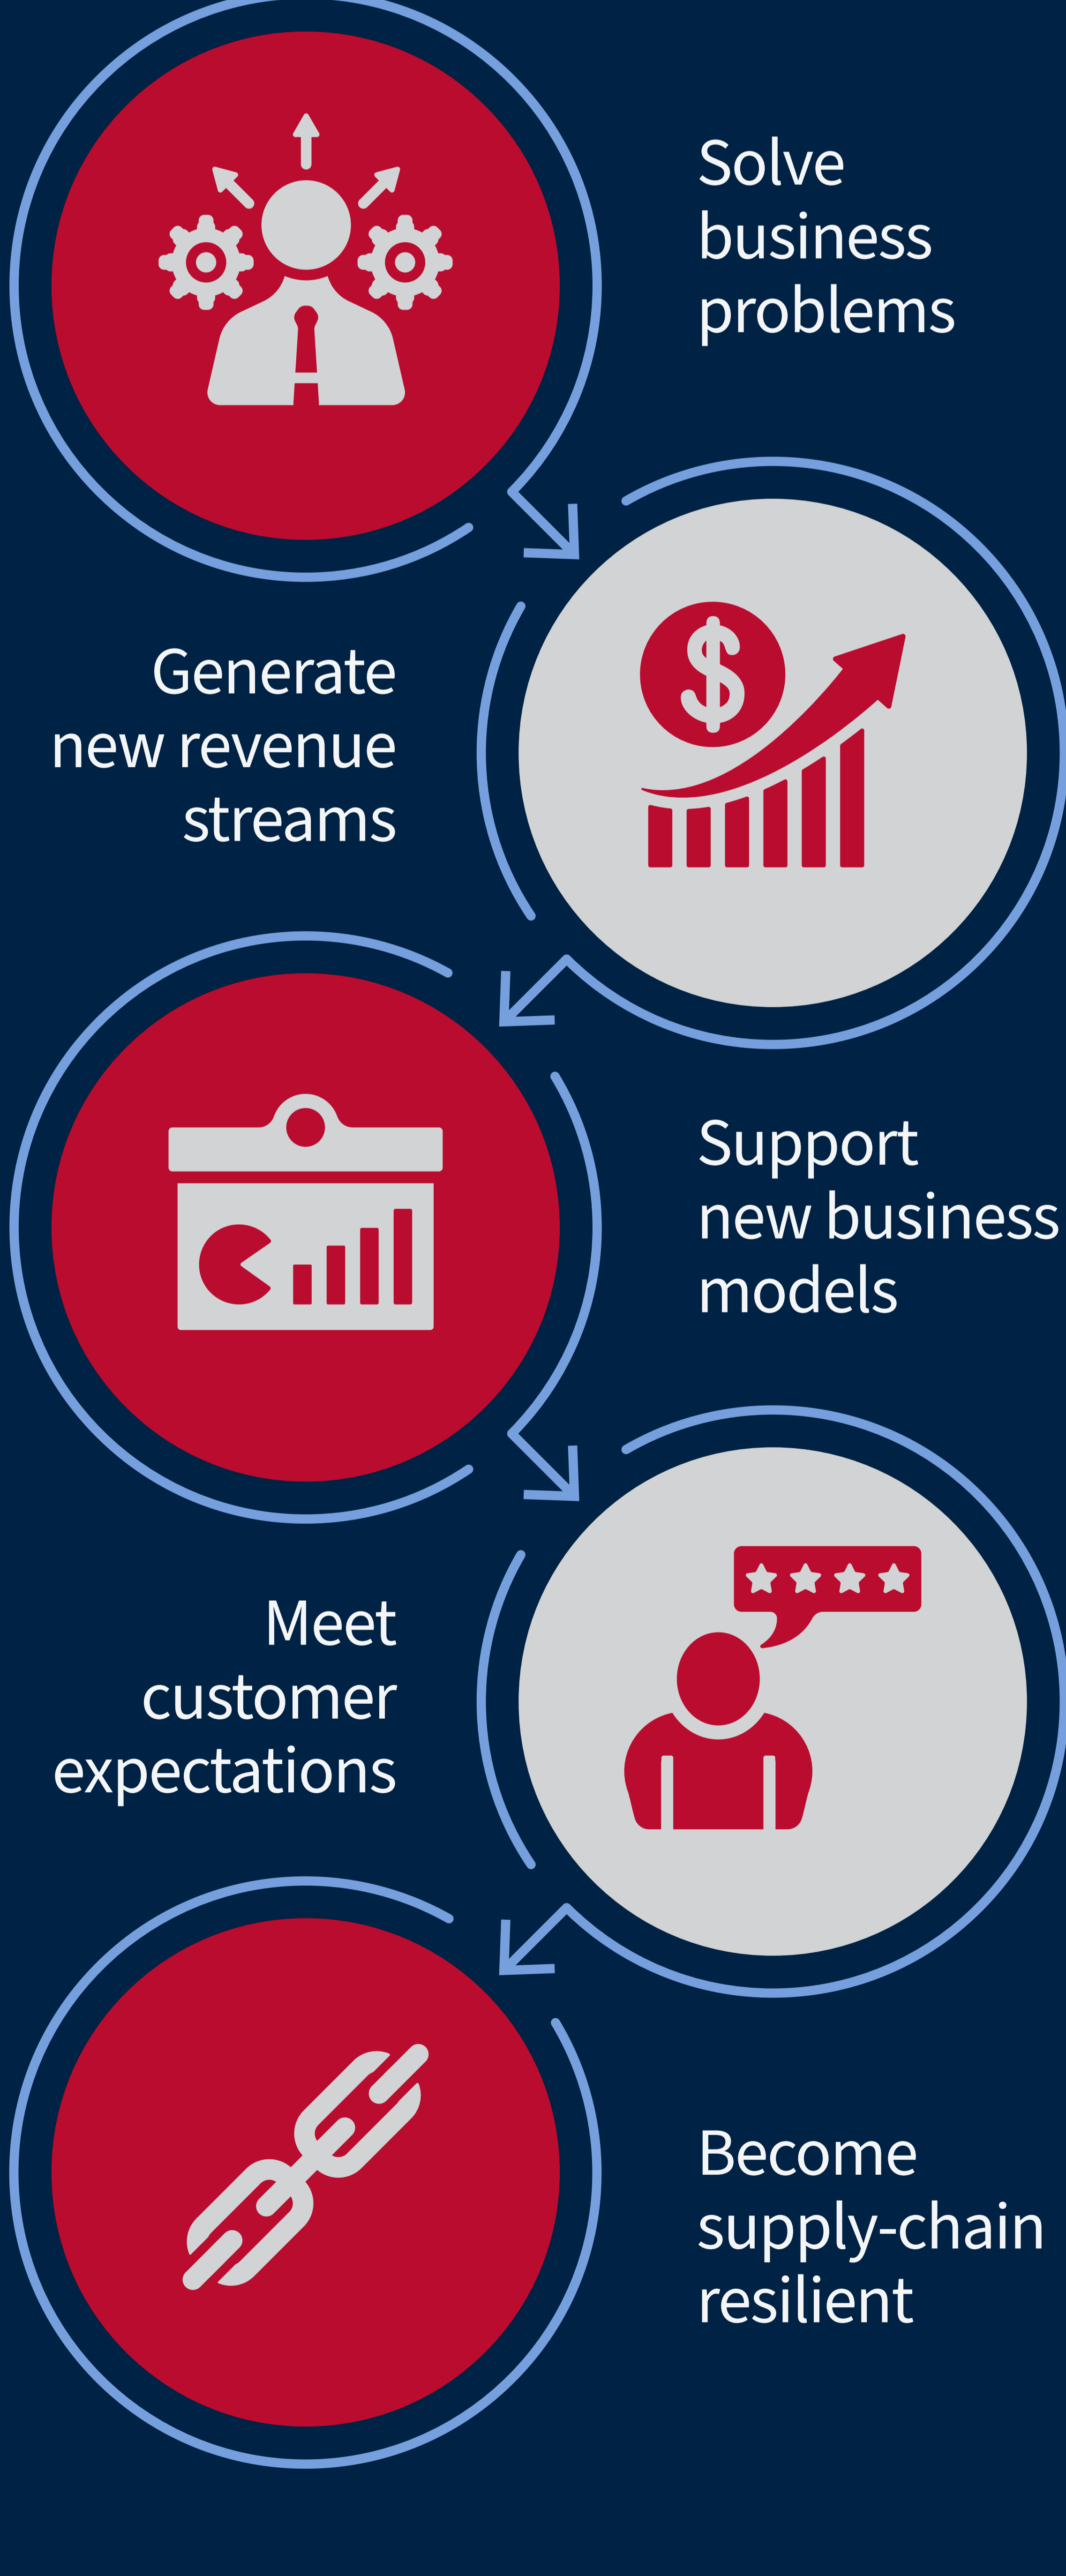 Solve
business
problems
Generate
new revenue
streams
Support
new business
models
Meet
customer
expectations
Become
supply-chain
resilient